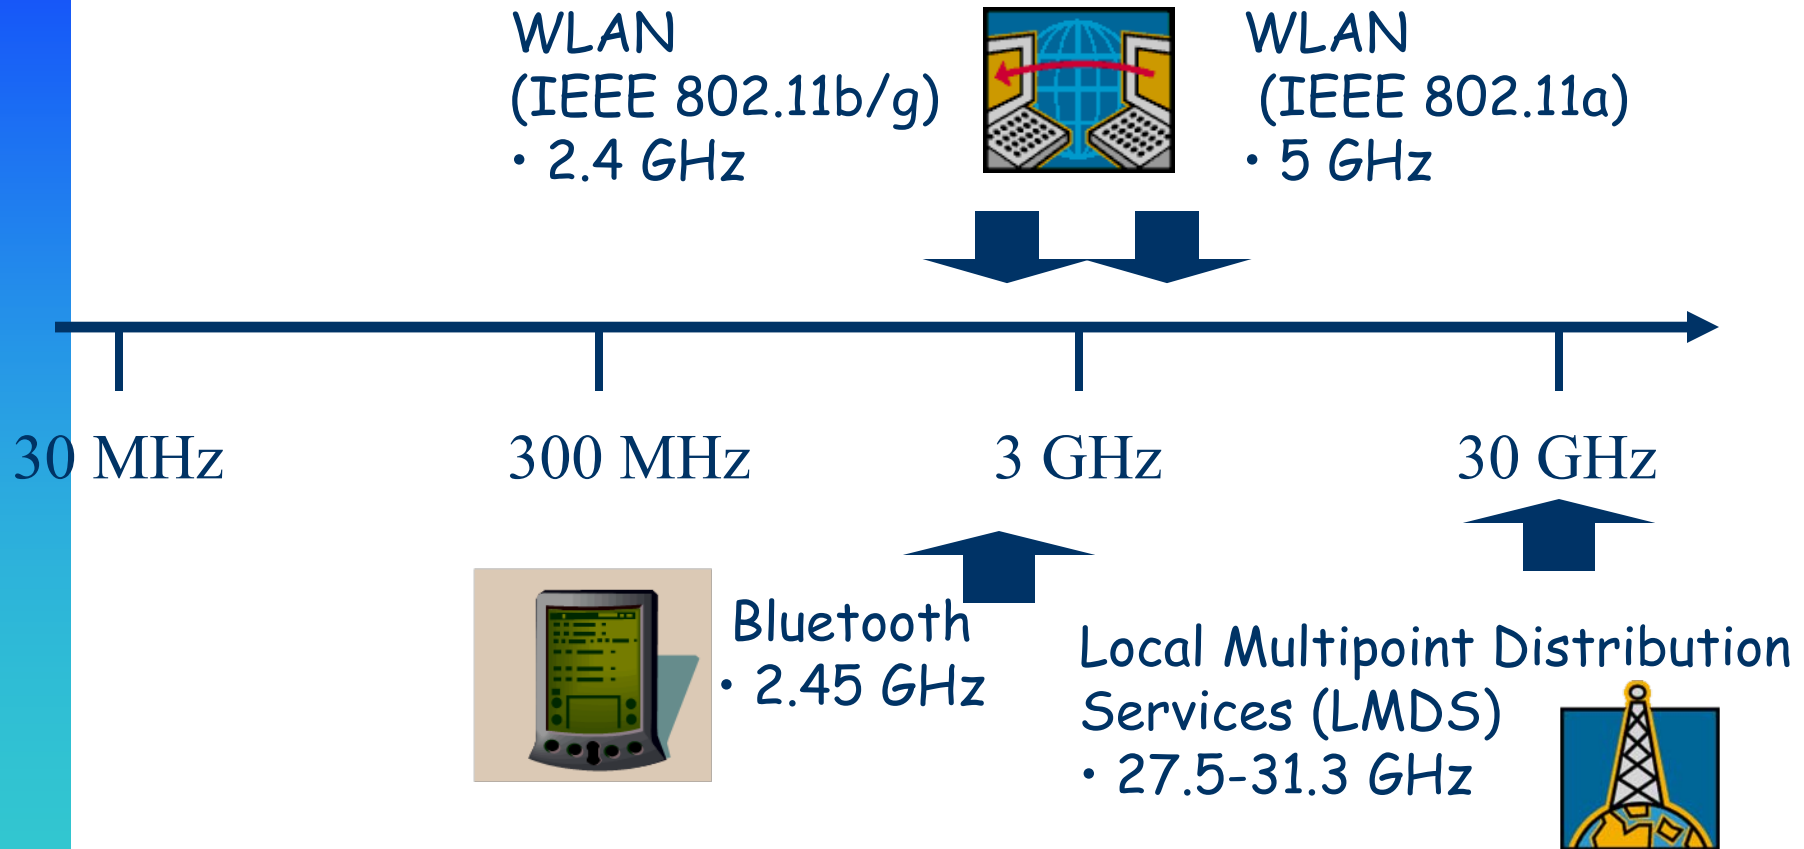 WLAN
(IEEE 802.11b/g)
• 2.4 GHz
WLAN
(IEEE 802.11a)
• 5 GHz
30 MHz
300 MHz
3 GHz
30 GHz
Bluetooth
• 2.45 GHz
Local Multipoint Distribution
Services (LMDS)
• 27.5-31.3 GHz